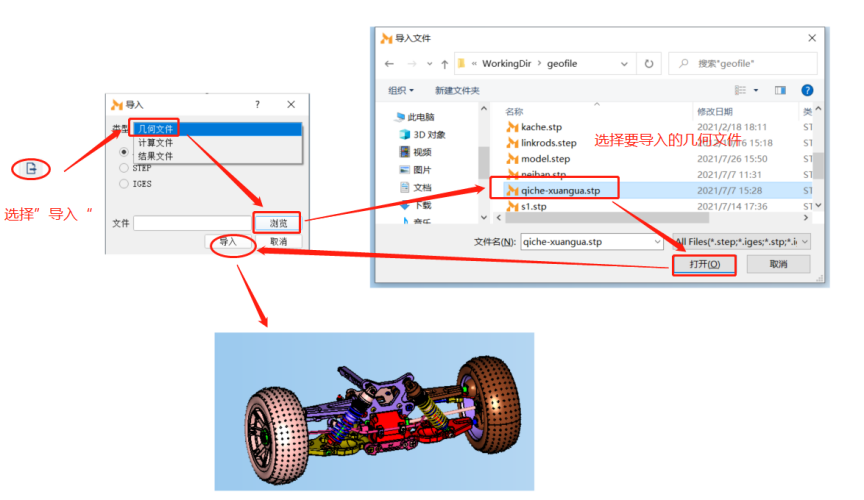 导入文件
WorkingDir
geofile
搜索"geofile"
组织
新建文件夹
此电脑
3D 对象
视频
图片
文档
下载
音乐
名称
修改日期
类
kache.stp
2021/2/18 18:11
ST
linkrods.step
15:18
ST
model.step
2021/7/26 15:50
ST
neiban.stp
2021/7/7 11:31
ST
qiche-xuangua.stp
2021/7/7 15:28
ST
s1.stp
2021/7/14 17:36
ST
选择要导入的几何文件
文件名(N):
qiche-xuangua.stp
All Files(*.step;*.iges;*.stp;*.i
打开(O)
取消
导入
?
类型
几何文件
计算文件
结果文件
STEP
IGES
文件
浏览
导入
取消
选择”导入“